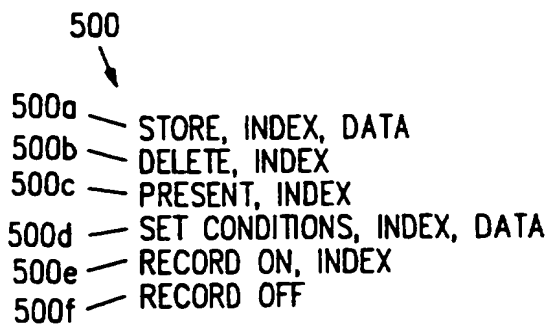 500
500a STORE, INDEX, DATA
500b DELETE, INDEX
500c PRESENT, INDEX
500d SET CONDITIONS, INDEX, DATA
500e RECORD ON, INDEX
500f RECORD OFF